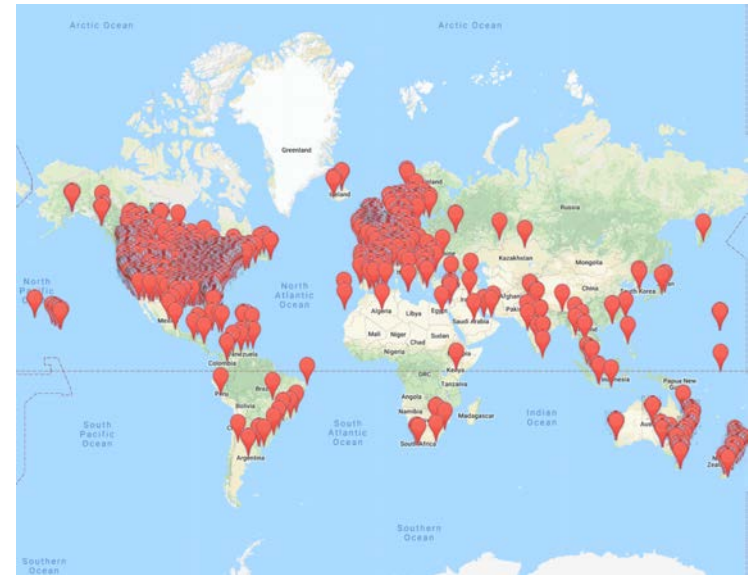 Arctic Ocean
Arctic Ocean
Greenland
Russia
Kazakhstan
Mongolia
China
South Korea
North
Pacific
North
Atlantic
Ocean
Algeria
Libya
Egypt
Saudi Arabia
Mali
Niger
Chad
Sudan
Nigeria
Venezuela
Colombia
Peru
Bolivia
Argentina
DRC
Kenya
Tanzania
Angola
Namibia
Madagascar
South Africa
Indonesia
Papua New
Indian
Ocean
South
Pacific
Ocean
South
Atlantic
Ocean
Southern
Ocean
Southern
Ocean